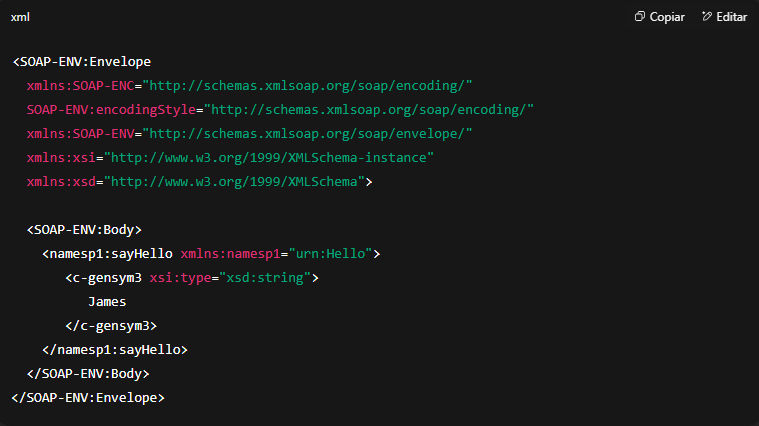 xml
Copiar
Editar
<SOAP-ENV:Envelope
xmlns:SOAP-ENC="http://schemas.xmlsoap.org/soap/encoding/"
SOAP-ENV:encodingStyle="http://schemas.xmlsoap.org/soap/encoding/"
xmlns:SOAP-ENV="http://schemas.xmlsoap.org/soap/envelope/"
xmlns:xsi="http://www.w3.org/1999/XMLSchema-instance"
xmlns:xsd="http://www.w3.org/1999/XMLSchema">
<SOAP-ENV:Body>
<namesp1:sayHello xmlns:namesp1="urn:Hello">
<c-gensym3 xsi:type="xsd:string">
James
</c-gensym3>
</namesp1:sayHello>
</SOAP-ENV:Body>
</SOAP-ENV:Envelope>